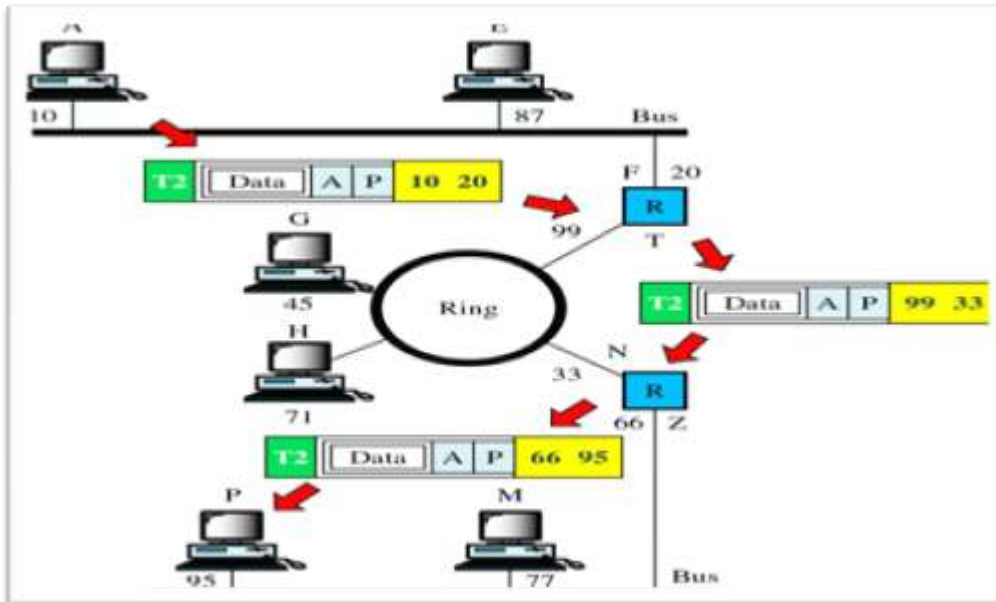 A E
10 87 Bus
T2 Data A P 10 20 F 20
R
G 99 T
45 Ring T2 Data A P 99 33
H N
33 R
71 66 Z
T2 Data A P 66 95
P M
95 77 Bus